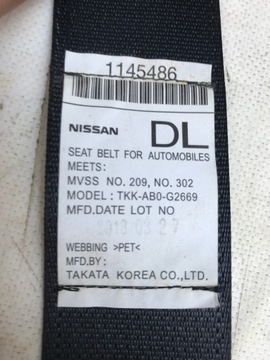 1145486
NISSAN DL
SEAT BELT FOR AUTOMOBILES
MEETS:
MVSS NO. 209, NO. 302
MODEL : TKK-AB0-G2669
MFD.DATE LOT NO
WEBBING >PET<
MFD.BY :
TAKATA KOREA CO.,LTD.